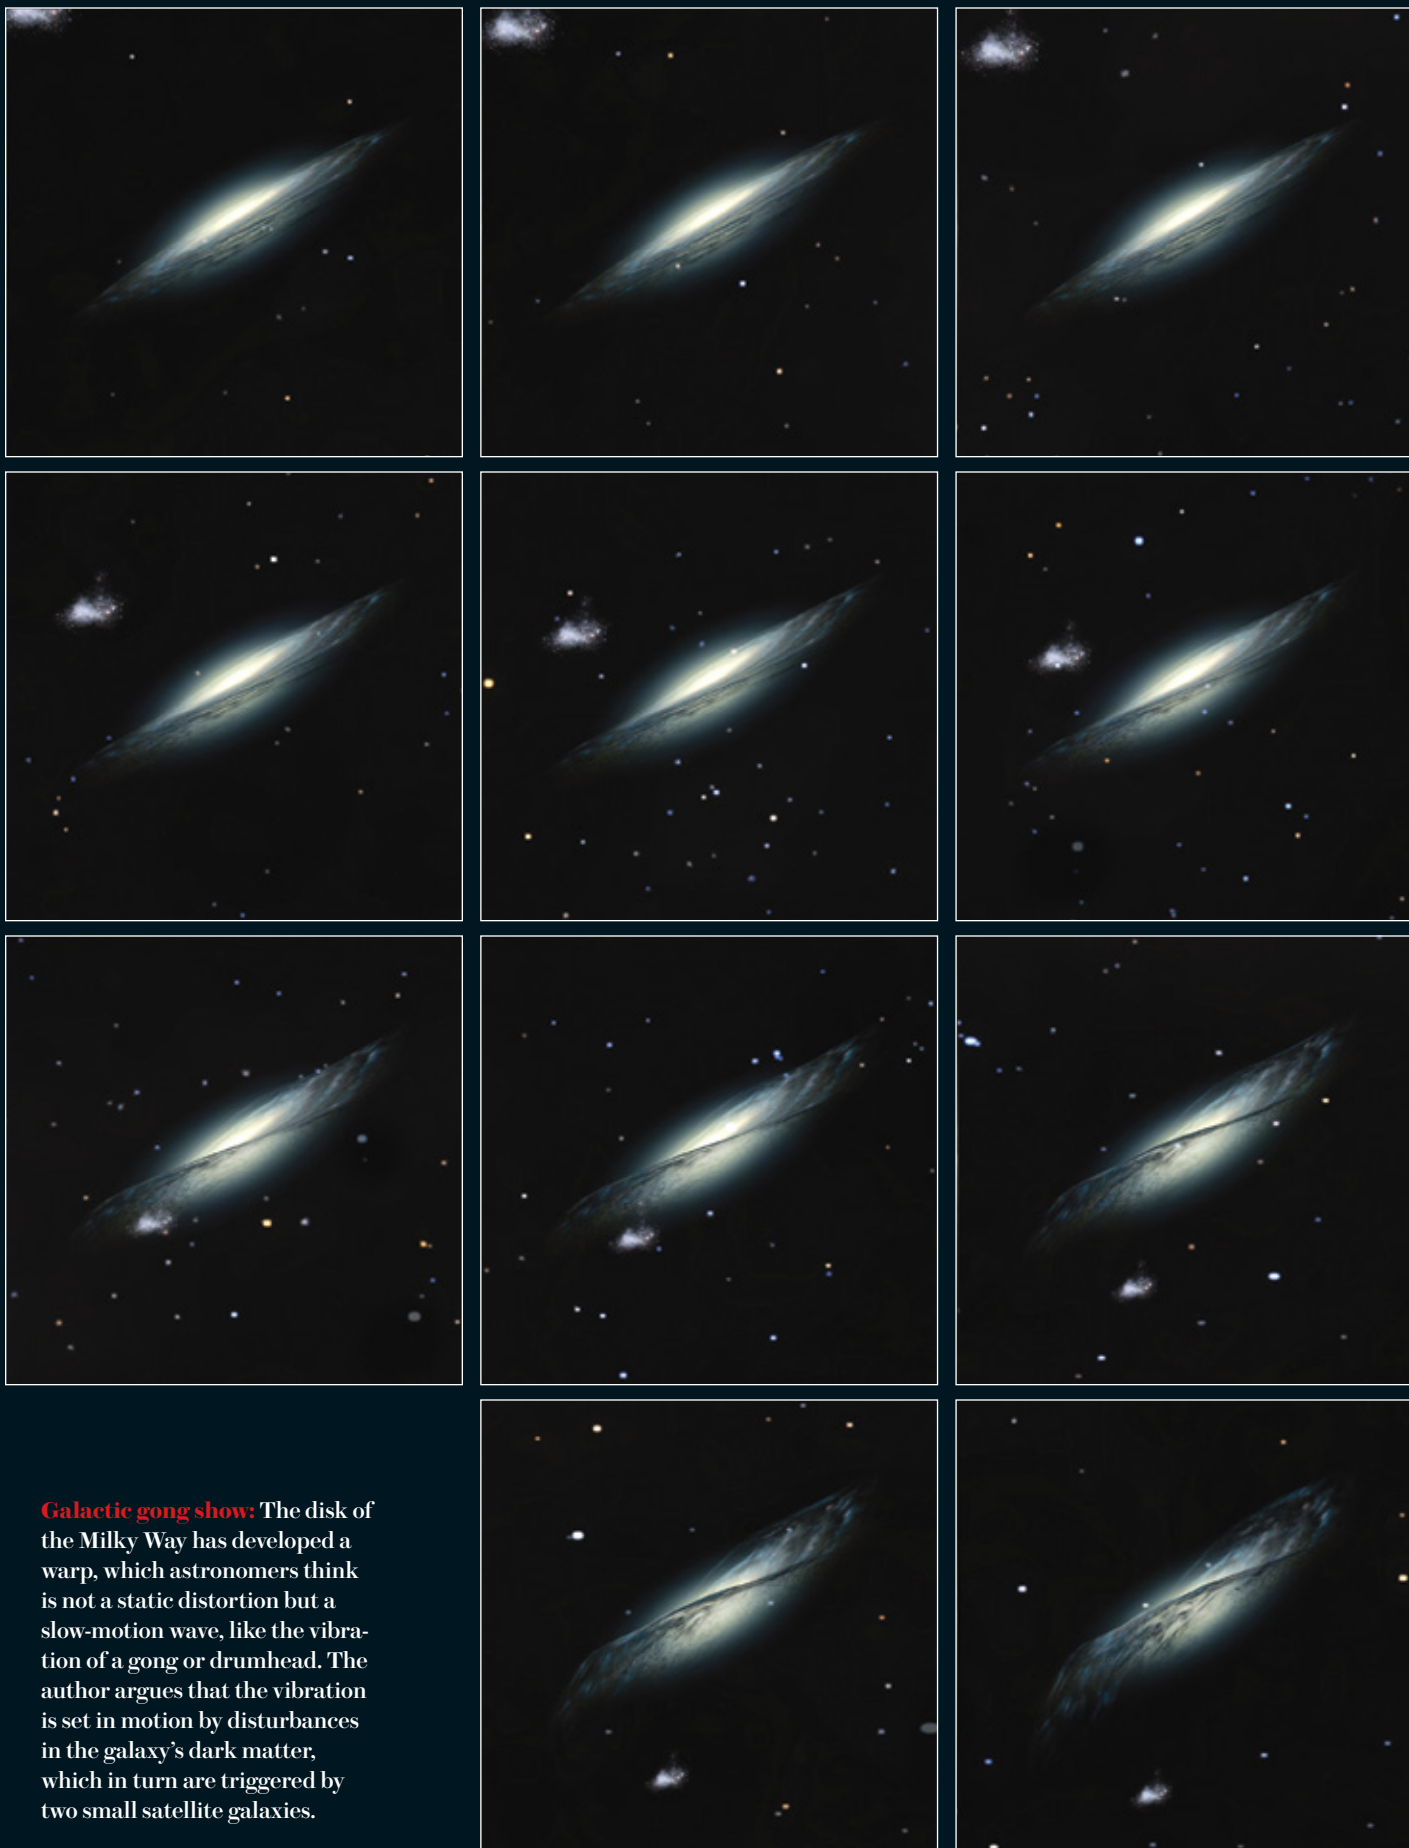 Galactic gong show: The disk of
the Milky Way has developed a
warp, which astronomers think
is not a static distortion but a
slow-motion wave, like the vibra-
tion of a gong or drumhead. The
author argues that the vibration
is set in motion by disturbances
in the galaxy’s dark matter,
which in turn are triggered by
two small satellite galaxies.